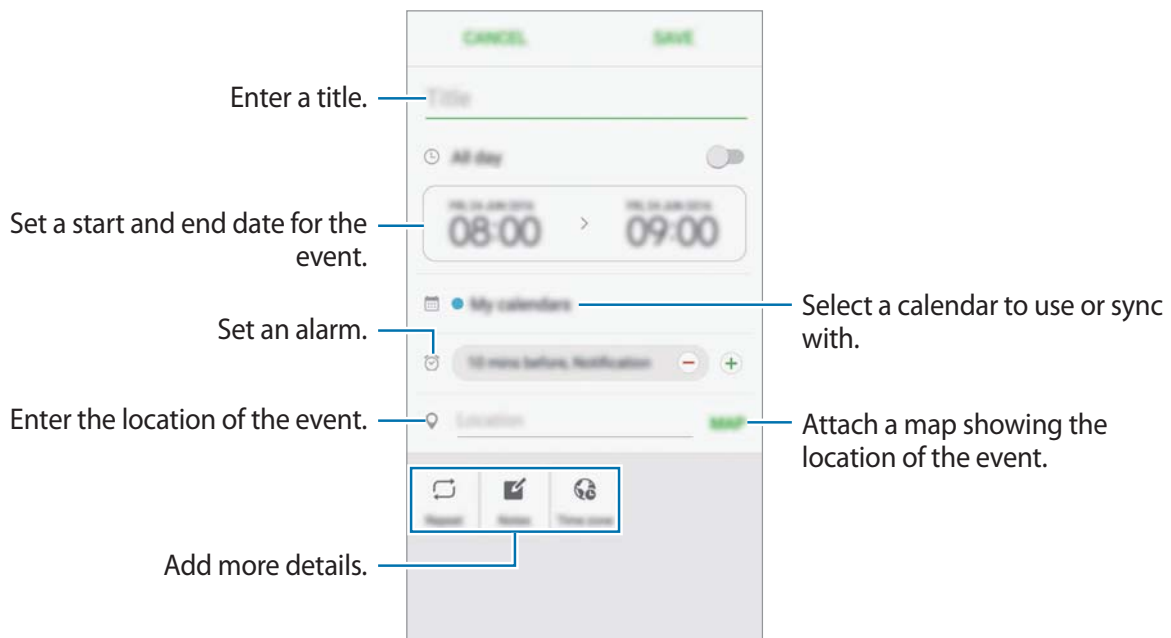 CANCEL SAVE
Enter a title.
Title
All day
Set a start and end date for the
event.
08:00 > 09:00
My calendars
Select a calendar to use or sync
with.
Set an alarm.
10 mins before, Notification
Enter the location of the event.
Location
MAP
Attach a map showing the
location of the event.
Repeat Notes Time zone
Add more details.